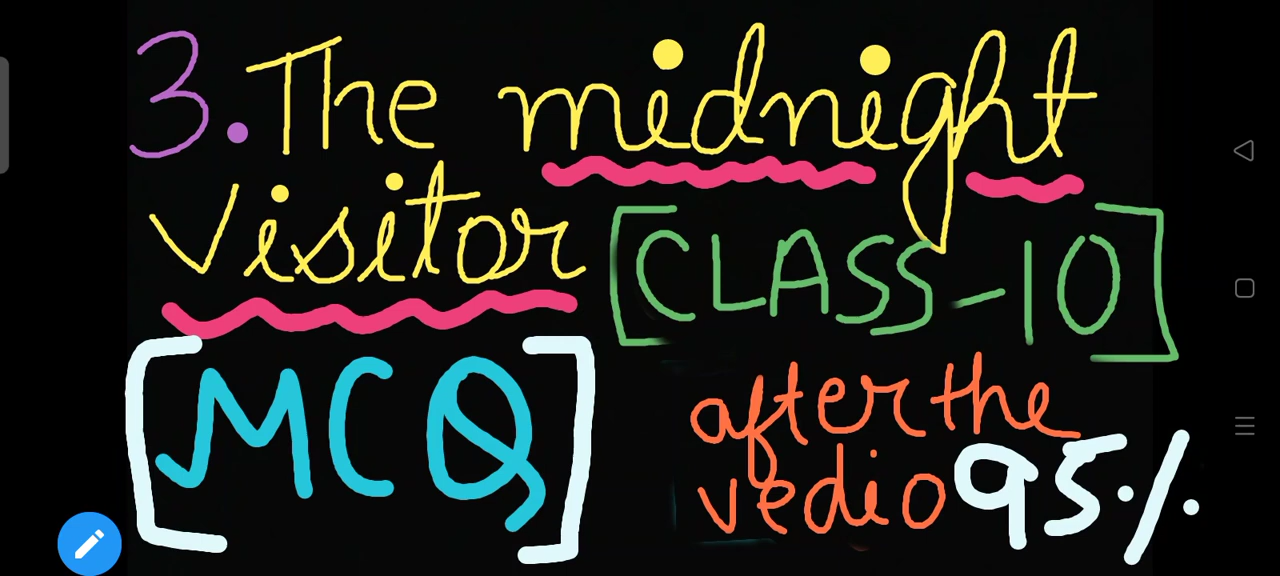 3. The midnight
visitor [CLASS-10]
[MCQ]
after the
vedio 95%